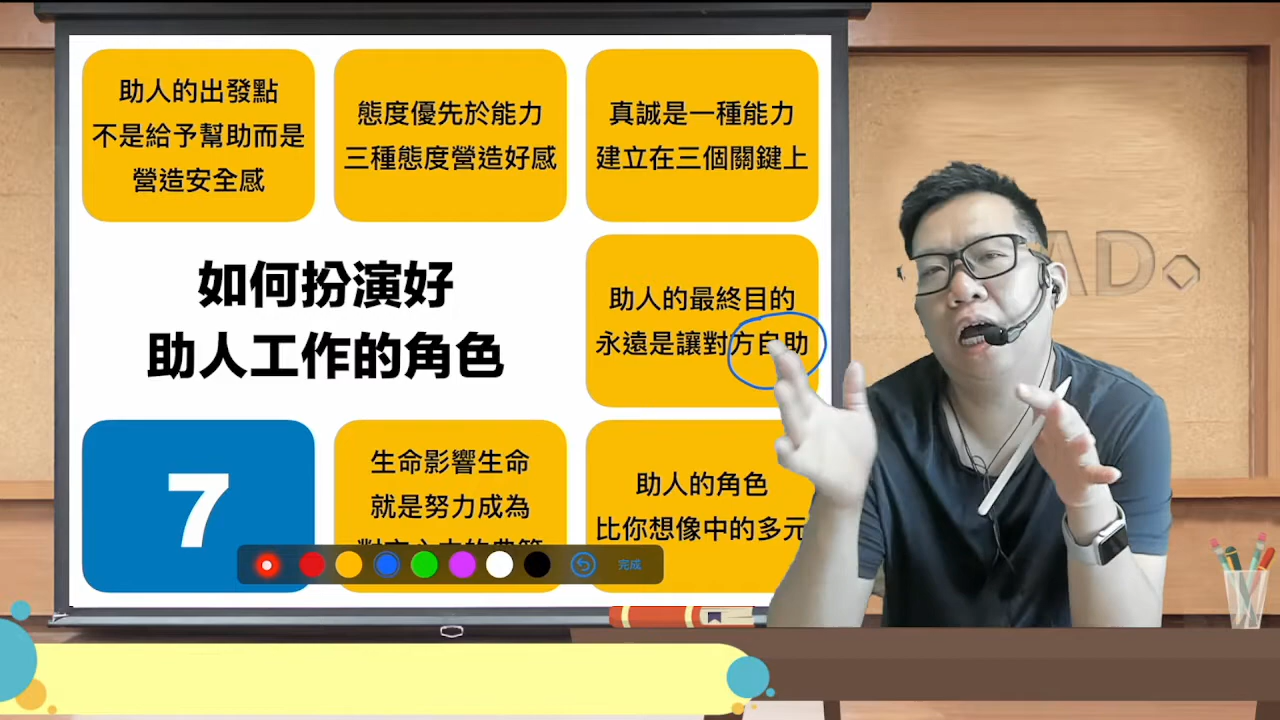 助人的出發點
不是給予幫助而是
營造安全感
態度優先於能力
三種態度營造好感
真誠是一種能力
建立在三個關鍵上
如何扮演好
助人工作的角色
助人的最終目的
永遠是讓對方自助
7
生命影響生命
就是努力成為
助人的角色
比你想像中的多元
完成
AD